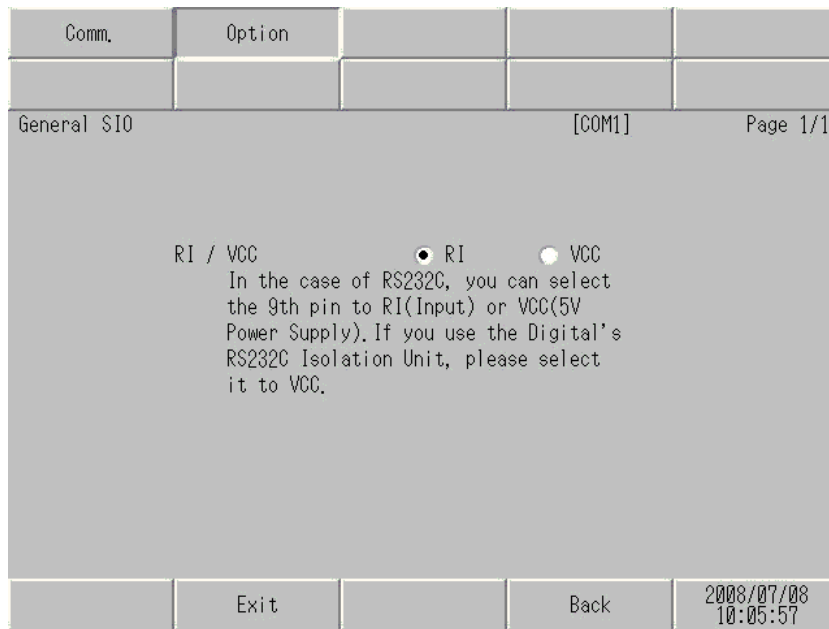 Comm. Option
General SIO [COM1] Page 1/1
RI / VCC RI VCC
In the case of RS232C, you can select
the 9th pin to RI(Input) or VCC(5V
Power Supply).If you use the Digital's
RS232C Isolation Unit, please select
it to VCC.
Exit Back 2008/07/08
10:05:57